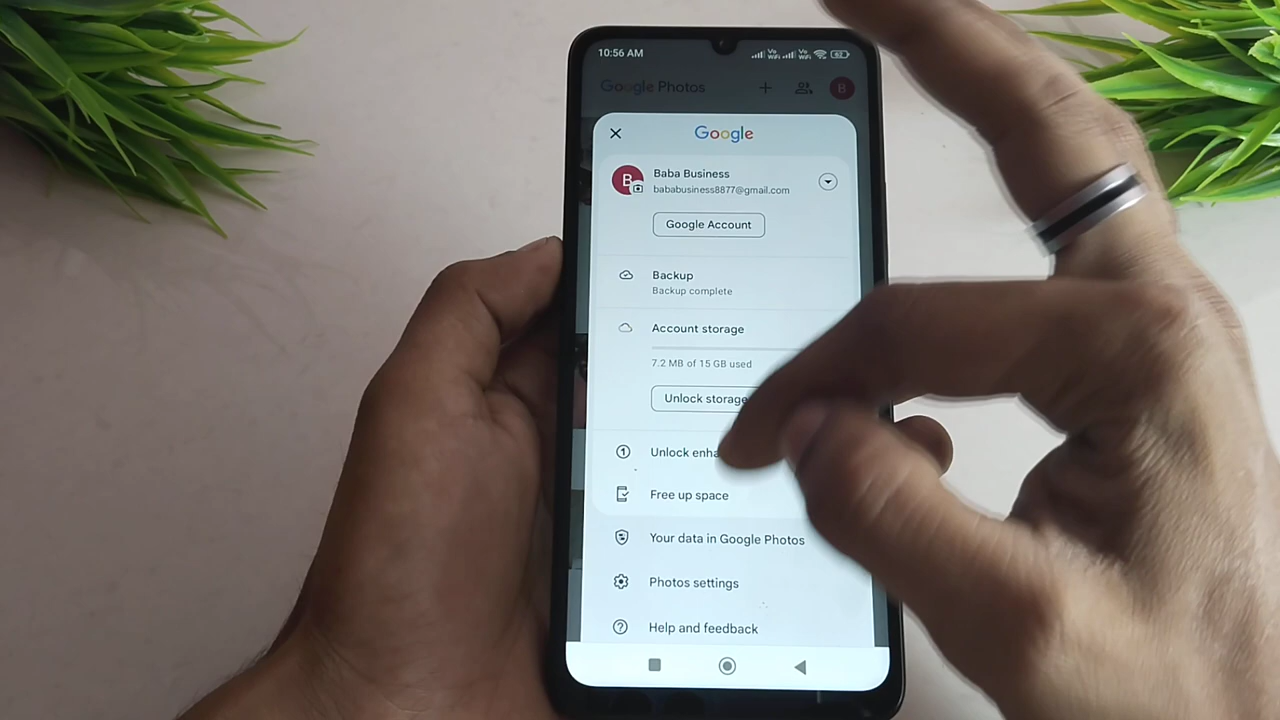 10:56 AM
Google Photos
B
Google
B
Baba Business
bababusiness8877@gmail.com
Google Account
Backup
Backup complete
Account storage
7.2 MB of 15 GB used
Unlock storage
Unlock
Free up space
Your data in Google Photos
Photos settings
Help and feedback